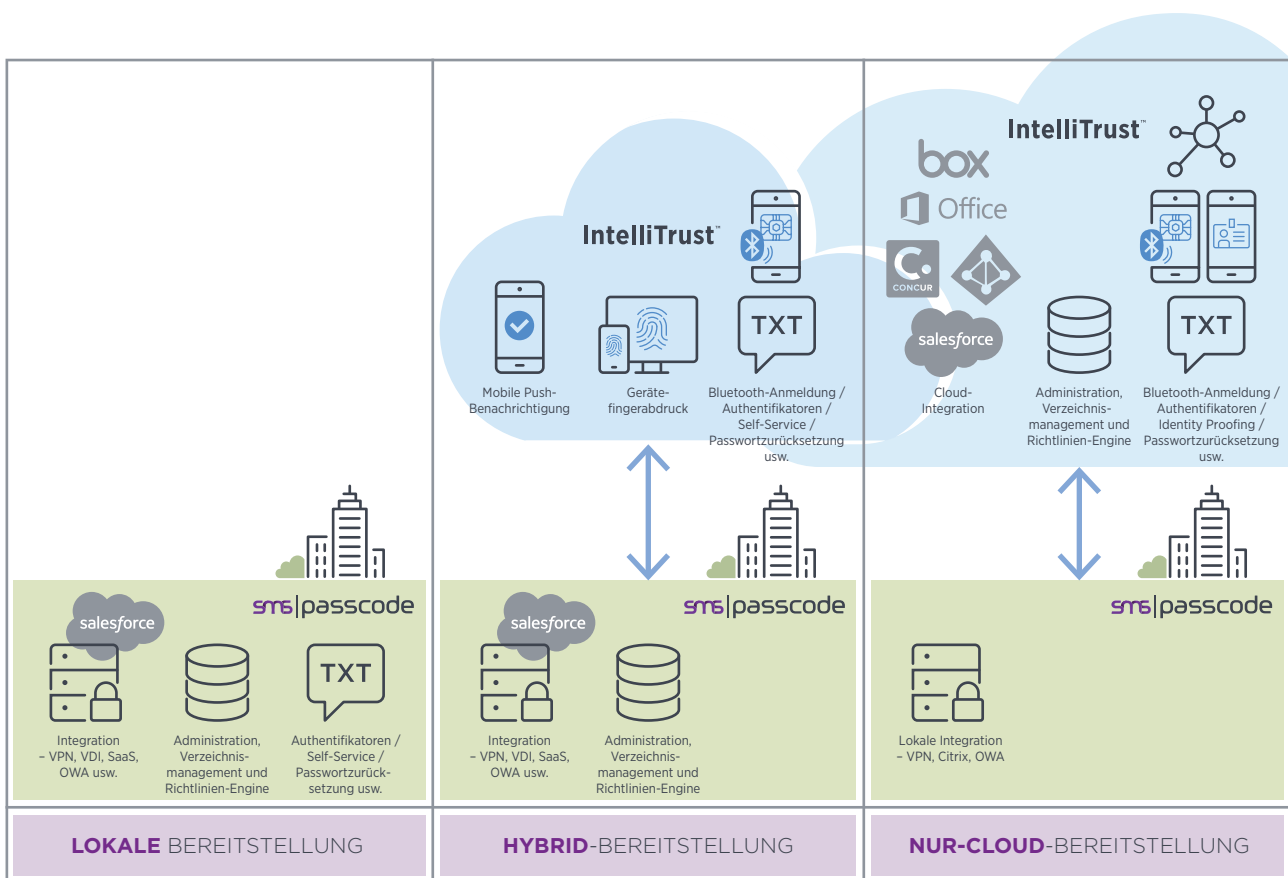 IntelliTrust™
TXT
Mobile Push-
Benachrichtigung
Geräte-
fingerabdruck
Bluetooth-Anmeldung /
Authentifikatoren /
Self-Service /
Passwortzurücksetzung
usw.
IntelliTrust™
box
Office
C.
CONCUR
salesforce
TXT
Cloud-
Integration
Administration,
Verzeichnis-
management und
Richtlinien-Engine
Bluetooth-Anmeldung /
Authentifikatoren /
Identity Proofing /
Passwortzurücksetzung
usw.
sms|passcode
salesforce
TXT
Integration
– VPN, VDI, SaaS,
OWA usw.
Administration,
Verzeichnis-
management und
Richtlinien-Engine
Authentifikatoren /
Self-Service /
Passwortzurück-
setzung usw.
sms|passcode
salesforce
Integration
– VPN, VDI, SaaS,
OWA usw.
Administration,
Verzeichnis-
management und
Richtlinien-Engine
sms|passcode
Lokale Integration
– VPN, Citrix, OWA
LOKALE BEREITSTELLUNG
HYBRID-BEREITSTELLUNG
NUR-CLOUD-BEREITSTELLUNG